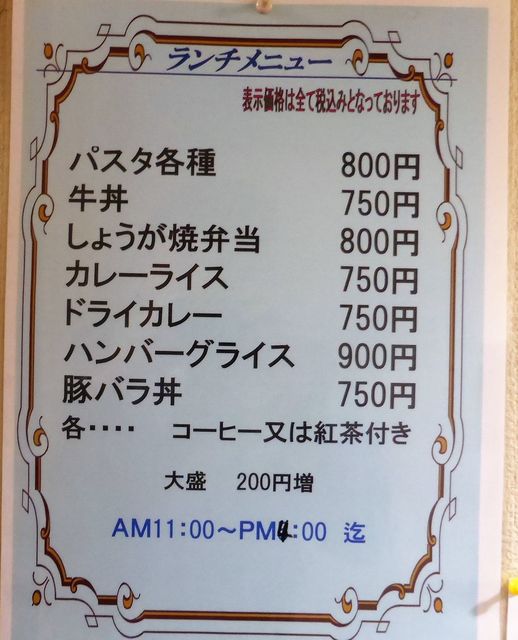 ランチメニュー
表示価格は全て税込みとなっております
パスタ各種 800円
牛丼 750円
しょうが焼弁当 800円
カレーライス 750円
ドライカレー 750円
ハンバーグライス 900円
豚バラ丼 750円
各‥‥ コーヒー又は紅茶付き
大盛 200円増
AM11:00～PM4:00 迄